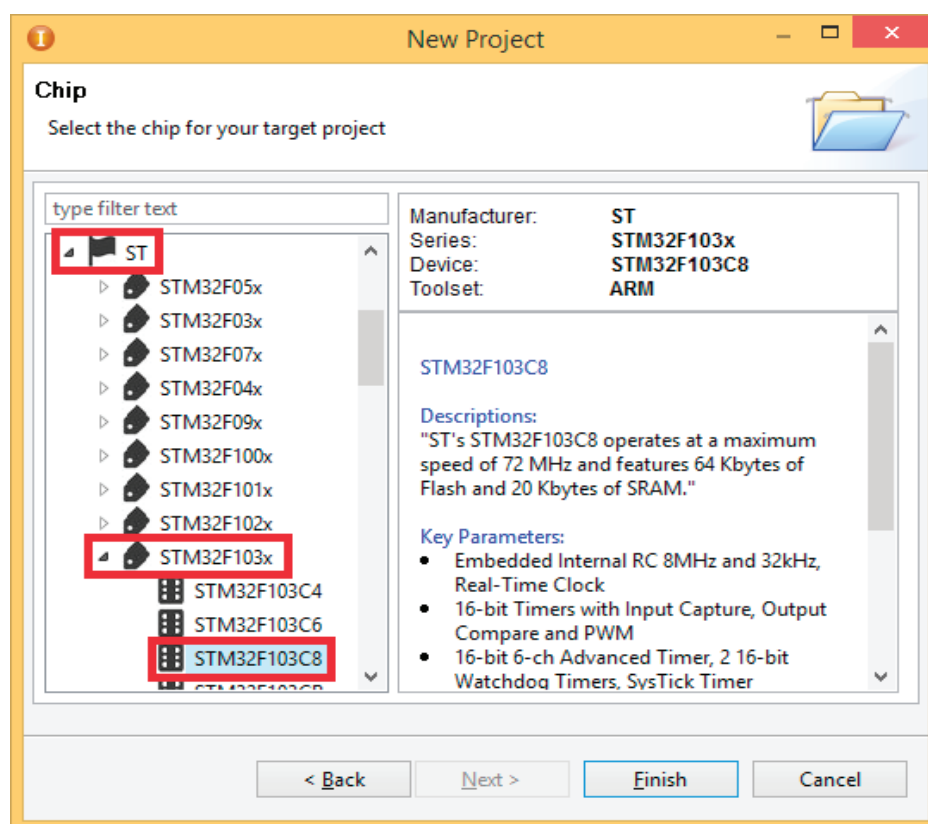 New Project
Chip
Select the chip for your target project
type filter text
ST
STM32F05x
STM32F03x
STM32F07x
STM32F04x
STM32F09x
STM32F100x
STM32F101x
STM32F102x
STM32F103x
STM32F103C4
STM32F103C6
STM32F103C8
Manufacturer: ST
Series: STM32F103x
Device: STM32F103C8
Toolset: ARM
STM32F103C8
Descriptions:
"ST's STM32F103C8 operates at a maximum
speed of 72 MHz and features 64 Kbytes of
Flash and 20 Kbytes of SRAM."
Key Parameters:
• Embedded Internal RC 8MHz and 32kHz,
Real-Time Clock
• 16-bit Timers with Input Capture, Output
Compare and PWM
• 16-bit 6-ch Advanced Timer, 2 16-bit
Watchdog Timers, SysTick Timer
< Back
Next >
Finish
Cancel